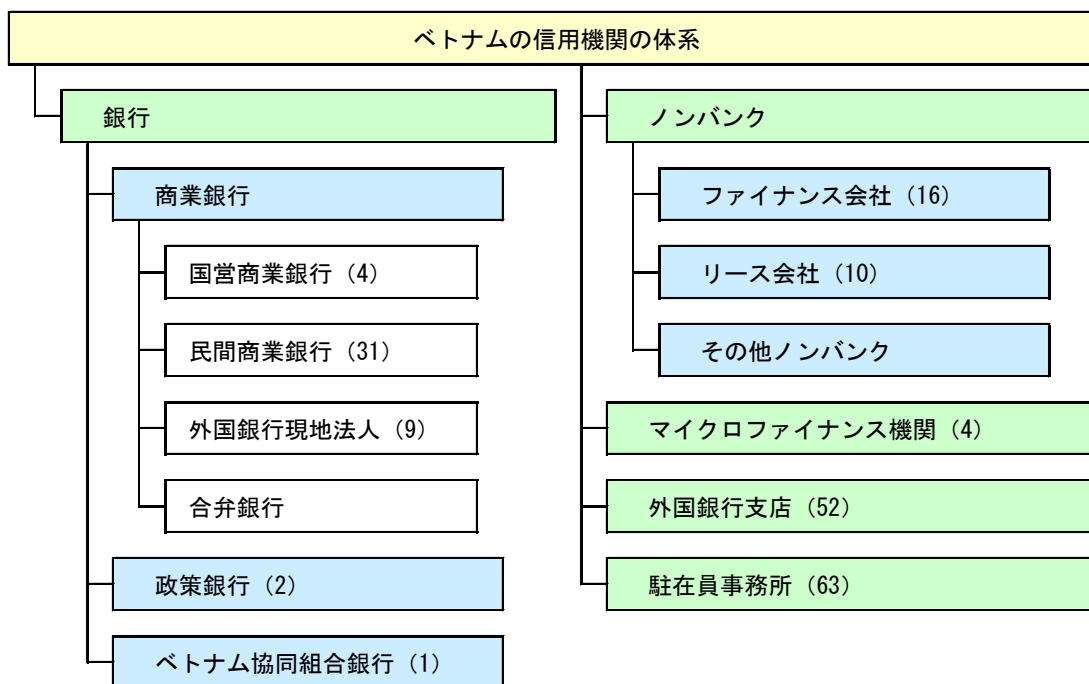 ベトナムの信用機関の体系
銀行
商業銀行
国営商業銀行（4）
民間商業銀行（31）
外国銀行現地法人（9）
合弁銀行
政策銀行（2）
ベトナム協同組合銀行（1）
ノンバンク
ファイナンス会社（16）
リース会社（10）
その他ノンバンク
マイクロファイナンス機関（4）
外国銀行支店（52）
駐在員事務所（63）